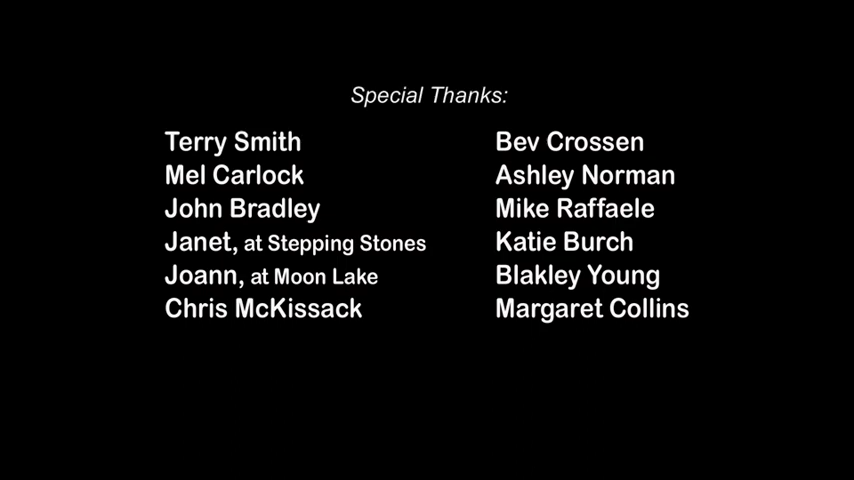 Special Thanks:
Terry Smith
Mel Carlock
John Bradley
Janet, at Stepping Stones
Joann, at Moon Lake
Chris McKissack
Bev Crossen
Ashley Norman
Mike Raffaele
Katie Burch
Blakley Young
Margaret Collins